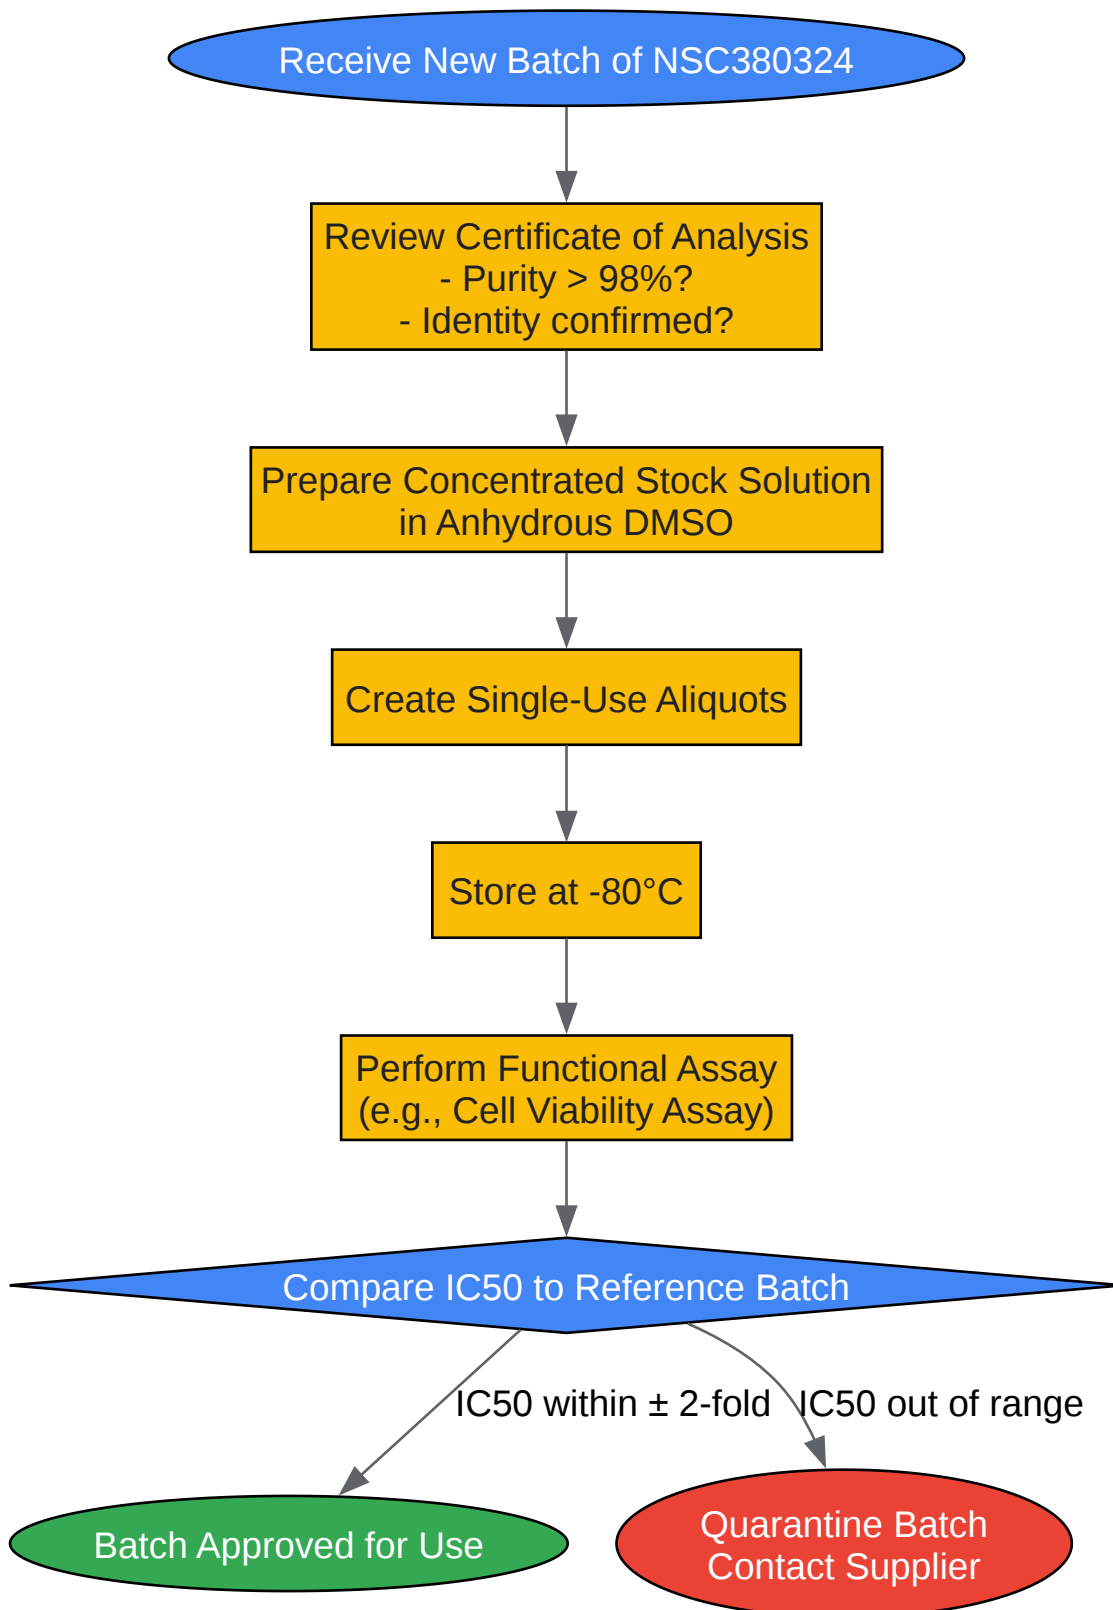 Receive New Batch of NSC380324
Review Certificate of Analysis
- Purity > 98%?
- Identity confirmed?
Prepare Concentrated Stock Solution
in Anhydrous DMSO
Create Single-Use Aliquots
Store at -80°C
Perform Functional Assay
(e.g., Cell Viability Assay)
Compare IC50 to Reference Batch
IC50 within ± 2-fold
IC50 out of range
Batch Approved for Use
Quarantine Batch
Contact Supplier